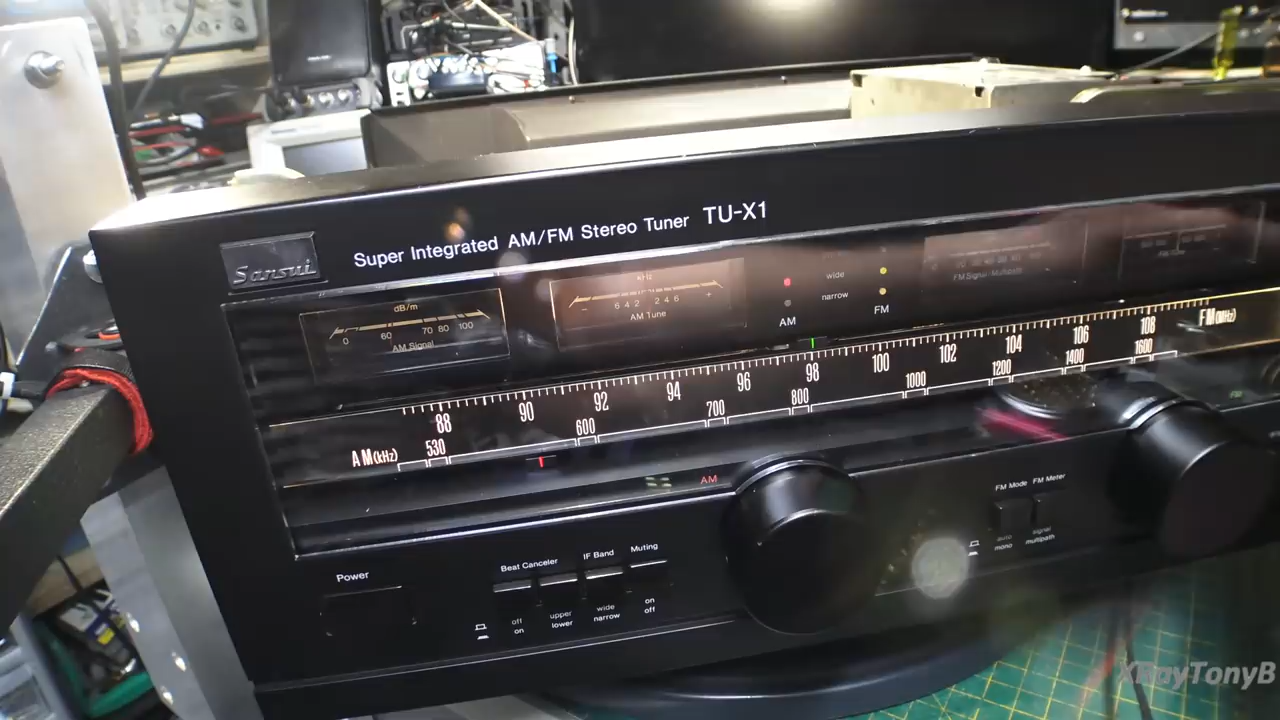 Sansui
Super Integrated AM/FM Stereo Tuner TU-X1
dB/m
0 60 70 80 100
AM Signal
kHz
- 6 4 2 2 4 6 +
AM Tune
wide
narrow
AM FM
FM Signal Multipath
88 90 92 94 96 98 100 102 104 106 108 FM(MHz)
AM(kHz) 530 600 700 800 1000 1200 1400 1600
AM
Power
Beat Canceler IF Band Muting
off
on
upper
lower
wide
narrow
on
off
FM Mode FM Meter
auto
mono
signal
multipath
XRayTonyB